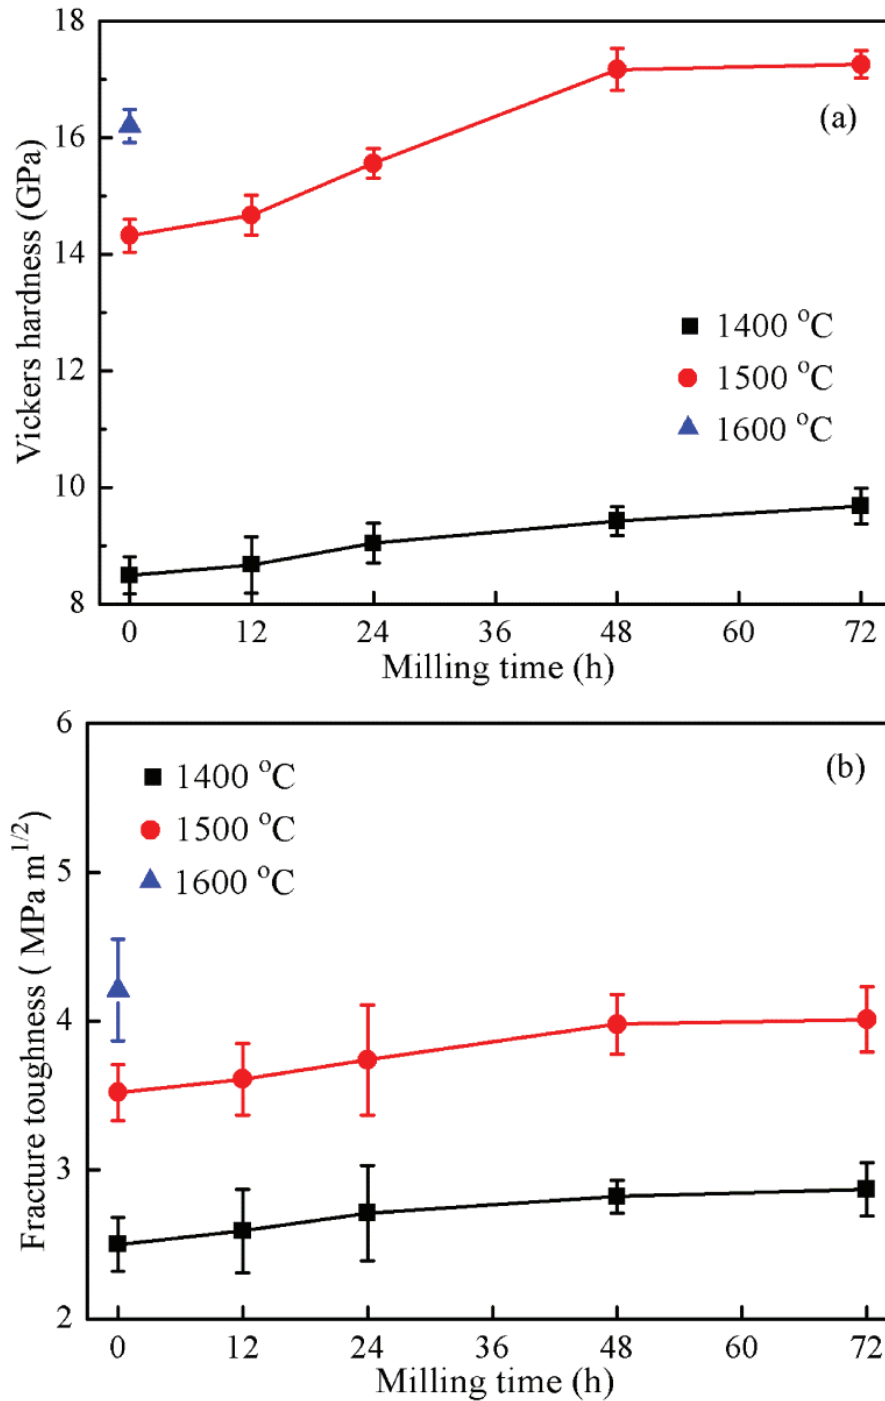 18
16
14
12
10
8
Vickers hardness (GPa)
(a)
1400 °C
1500 °C
1600 °C
0 12 24 36 48 60 72
Milling time (h)
6
5
4
3
2
Fracture toughness ( MPa m^1/2)
(b)
1400 °C
1500 °C
1600 °C
0 12 24 36 48 60 72
Milling time (h)